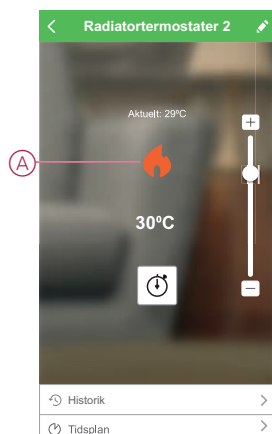 Radiatortermostater 2
Aktuelt: 29ºC
A
30ºC
Historik
Tidsplan